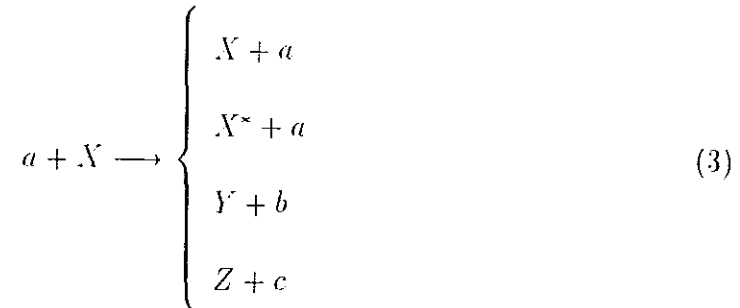 X + a
X* + a
a + X ⟶ { (3)
Y + b
Z + c